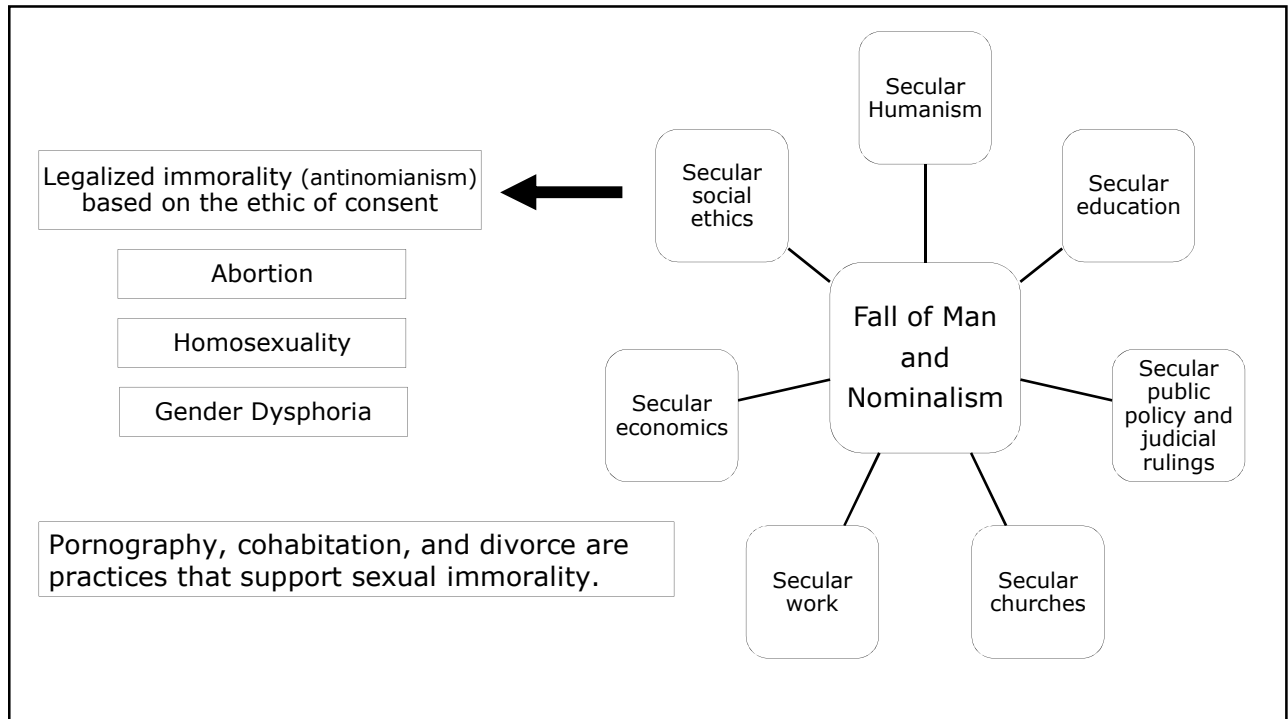 Legalized immorality (antinomianism)
based on the ethic of consent
Abortion
Homosexuality
Gender Dysphoria
Pornography, cohabitation, and divorce are
practices that support sexual immorality.
Secular
Humanism
Secular
social
ethics
Secular
education
Fall of Man
and
Nominalism
Secular
economics
Secular
public
policy and
judicial
rulings
Secular
work
Secular
churches